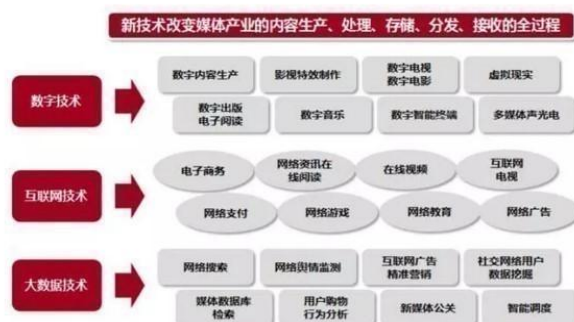 新技术改变媒体产业的内容生产、处理、存储、分发、接收的全过程
数字技术
数字内容生产
影视特效制作
数字电视
数字电影
虚拟现实
数字出版
电子阅读
数字音乐
数字智能终端
多媒体声光电
互联网技术
电子商务
网络资讯在
线阅读
在线视频
互联网
电视
网络支付
网络游戏
网络教育
网络广告
大数据技术
网络搜索
网络舆情监测
互联网广告
精准营销
社交网络用户
数据挖掘
媒体数据库
检索
用户购物
行为分析
新媒体公关
智能调度